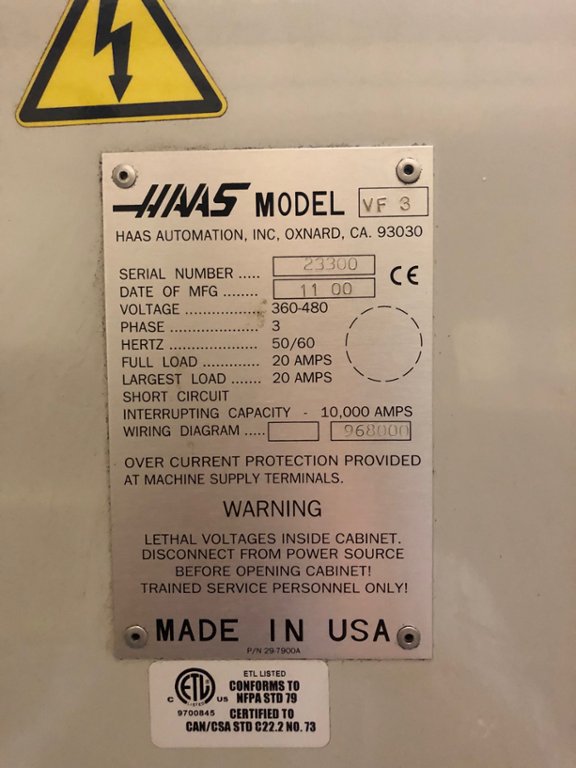 HAAS MODEL VF 3
HAAS AUTOMATION, INC, OXNARD, CA. 93030
SERIAL NUMBER ..... 23300
DATE OF MFG ........ 11 00
CE
VOLTAGE ................. 360-480
PHASE .................... 3
HERTZ .................... 50/60
FULL LOAD ............. 20 AMPS
LARGEST LOAD ....... 20 AMPS
SHORT CIRCUIT
INTERRUPTING CAPACITY - 10,000 AMPS
WIRING DIAGRAM ..... 968000
OVER CURRENT PROTECTION PROVIDED
AT MACHINE SUPPLY TERMINALS.
WARNING
LETHAL VOLTAGES INSIDE CABINET.
DISCONNECT FROM POWER SOURCE
BEFORE OPENING CABINET!
TRAINED SERVICE PERSONNEL ONLY!
MADE IN USA
P/N 29-7900A
ETL LISTED
CONFORMS TO
NFPA STD 79
C ETL US
LISTED
9700845
CERTIFIED TO
CAN/CSA STD C22.2 NO. 73